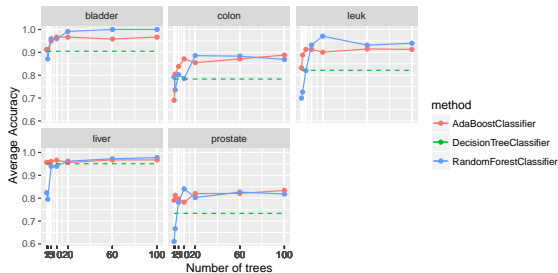 bladder
colon
leuk
1.0
0.9
0.8
0.7
0.6
liver
prostate
1.0
0.9
0.8
0.7
0.6
20
60
100
20
60
100
Average Accuracy
Number of trees
method
AdaBoostClassifier
DecisionTreeClassifier
RandomForestClassifier